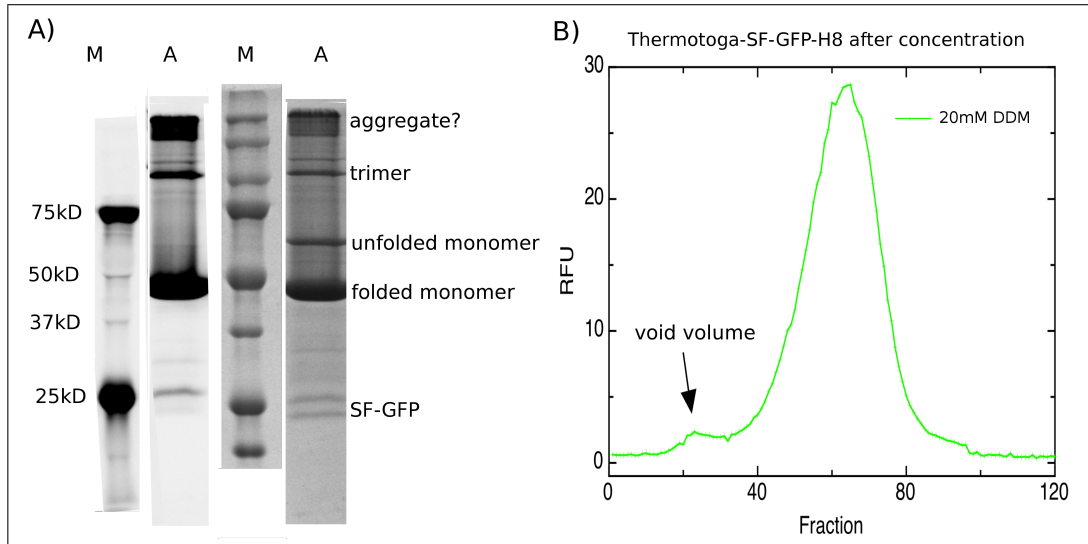 A)
M A M A
aggregate?
trimer
75kD
unfolded monomer
50kD
folded monomer
37kD
25kD
SF-GFP
B)
Thermotoga-SF-GFP-H8 after concentration
30
20mM DDM
20
RFU
10
void volume
0
0 40 80 120
Fraction